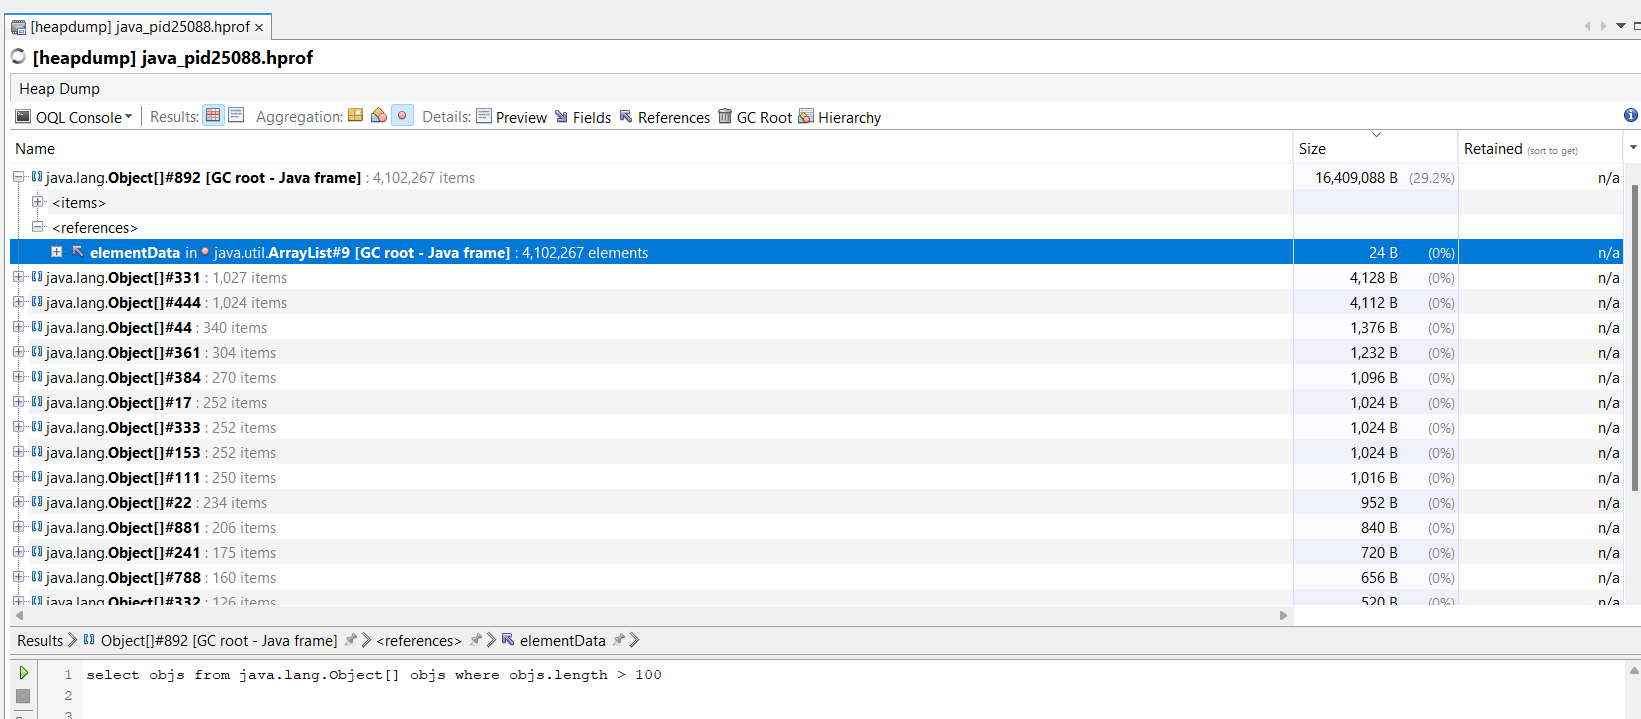 [heapdump] java_pid25088.hprof ×
[heapdump] java_pid25088.hprof
Heap Dump
OQL Console Results: Aggregation: Details: Preview Fields References GC Root Hierarchy
Name Size Retained (sort to get)
java.lang.Object[]#892 [GC root - Java frame] : 4,102,267 items 16,409,088 B (29.2%) n/a
<items>
<references>
elementData in java.util.ArrayList#9 [GC root - Java frame] : 4,102,267 elements 24 B (0%) n/a
java.lang.Object[]#331 : 1,027 items 4,128 B (0%) n/a
java.lang.Object[]#444 : 1,024 items 4,112 B (0%) n/a
java.lang.Object[]#44 : 340 items 1,376 B (0%) n/a
java.lang.Object[]#361 : 304 items 1,232 B (0%) n/a
java.lang.Object[]#384 : 270 items 1,096 B (0%) n/a
java.lang.Object[]#17 : 252 items 1,024 B (0%) n/a
java.lang.Object[]#333 : 252 items 1,024 B (0%) n/a
java.lang.Object[]#153 : 252 items 1,024 B (0%) n/a
java.lang.Object[]#111 : 250 items 1,016 B (0%) n/a
java.lang.Object[]#22 : 234 items 952 B (0%) n/a
java.lang.Object[]#881 : 206 items 840 B (0%) n/a
java.lang.Object[]#241 : 175 items 720 B (0%) n/a
java.lang.Object[]#788 : 160 items 656 B (0%) n/a
java.lang.Object[]#332 : 126 items 520 B (0%) n/a
Results Object[]#892 [GC root - Java frame] <references> elementData
1 select objs from java.lang.Object[] objs where objs.length > 100
2
3